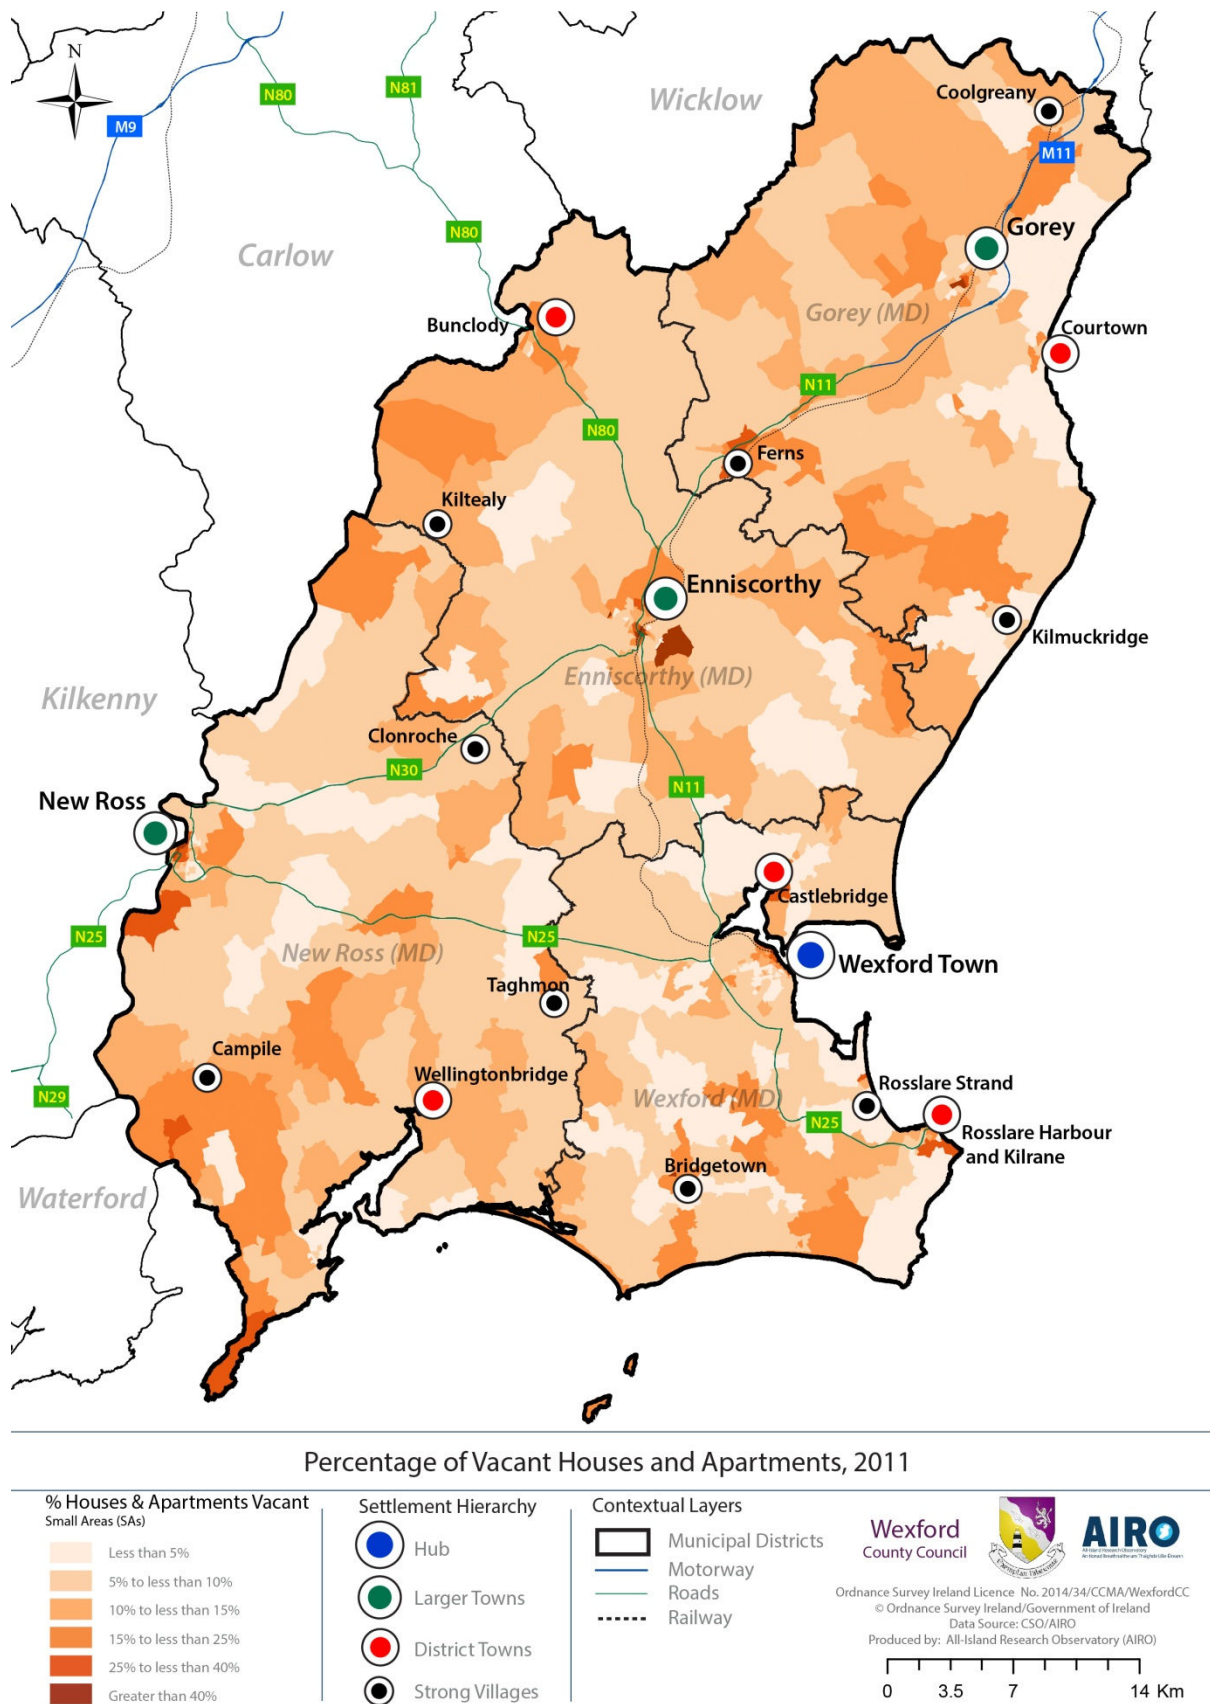 N
Wicklow
Coolgreany
N80
N81
M9
M11
N80
Carlow
Gorey
Gorey (MD)
Bunclody
Courtown
N11
N80
Ferns
Kiltealy
Enniscorthy
Kilmuckridge
Enniscorthy (MD)
Kilkenny
Clonroche
N30
N11
New Ross
Castlebridge
N25
N25
New Ross (MD)
Wexford Town
Taghmon
Campile
Wellingtonbridge
Rosslare Strand
N29
Wexford (MD)
N25
Rosslare Harbour
and Kilrane
Bridgetown
Waterford
Percentage of Vacant Houses and Apartments, 2011
% Houses & Apartments Vacant
Small Areas (SAs)
Less than 5%
5% to less than 10%
10% to less than 15%
15% to less than 25%
25% to less than 40%
Greater than 40%
Settlement Hierarchy
Hub
Larger Towns
District Towns
Strong Villages
Contextual Layers
Municipal Districts
Motorway
Roads
Railway
Wexford
County Council
AIRO
Ordnance Survey Ireland Licence No. 2014/34/CCMA/WexfordCC
© Ordnance Survey Ireland/Government of Ireland
Data Source: CSO/AIRO
Produced by: All-Island Research Observatory (AIRO)
0 3.5 7 14 Km